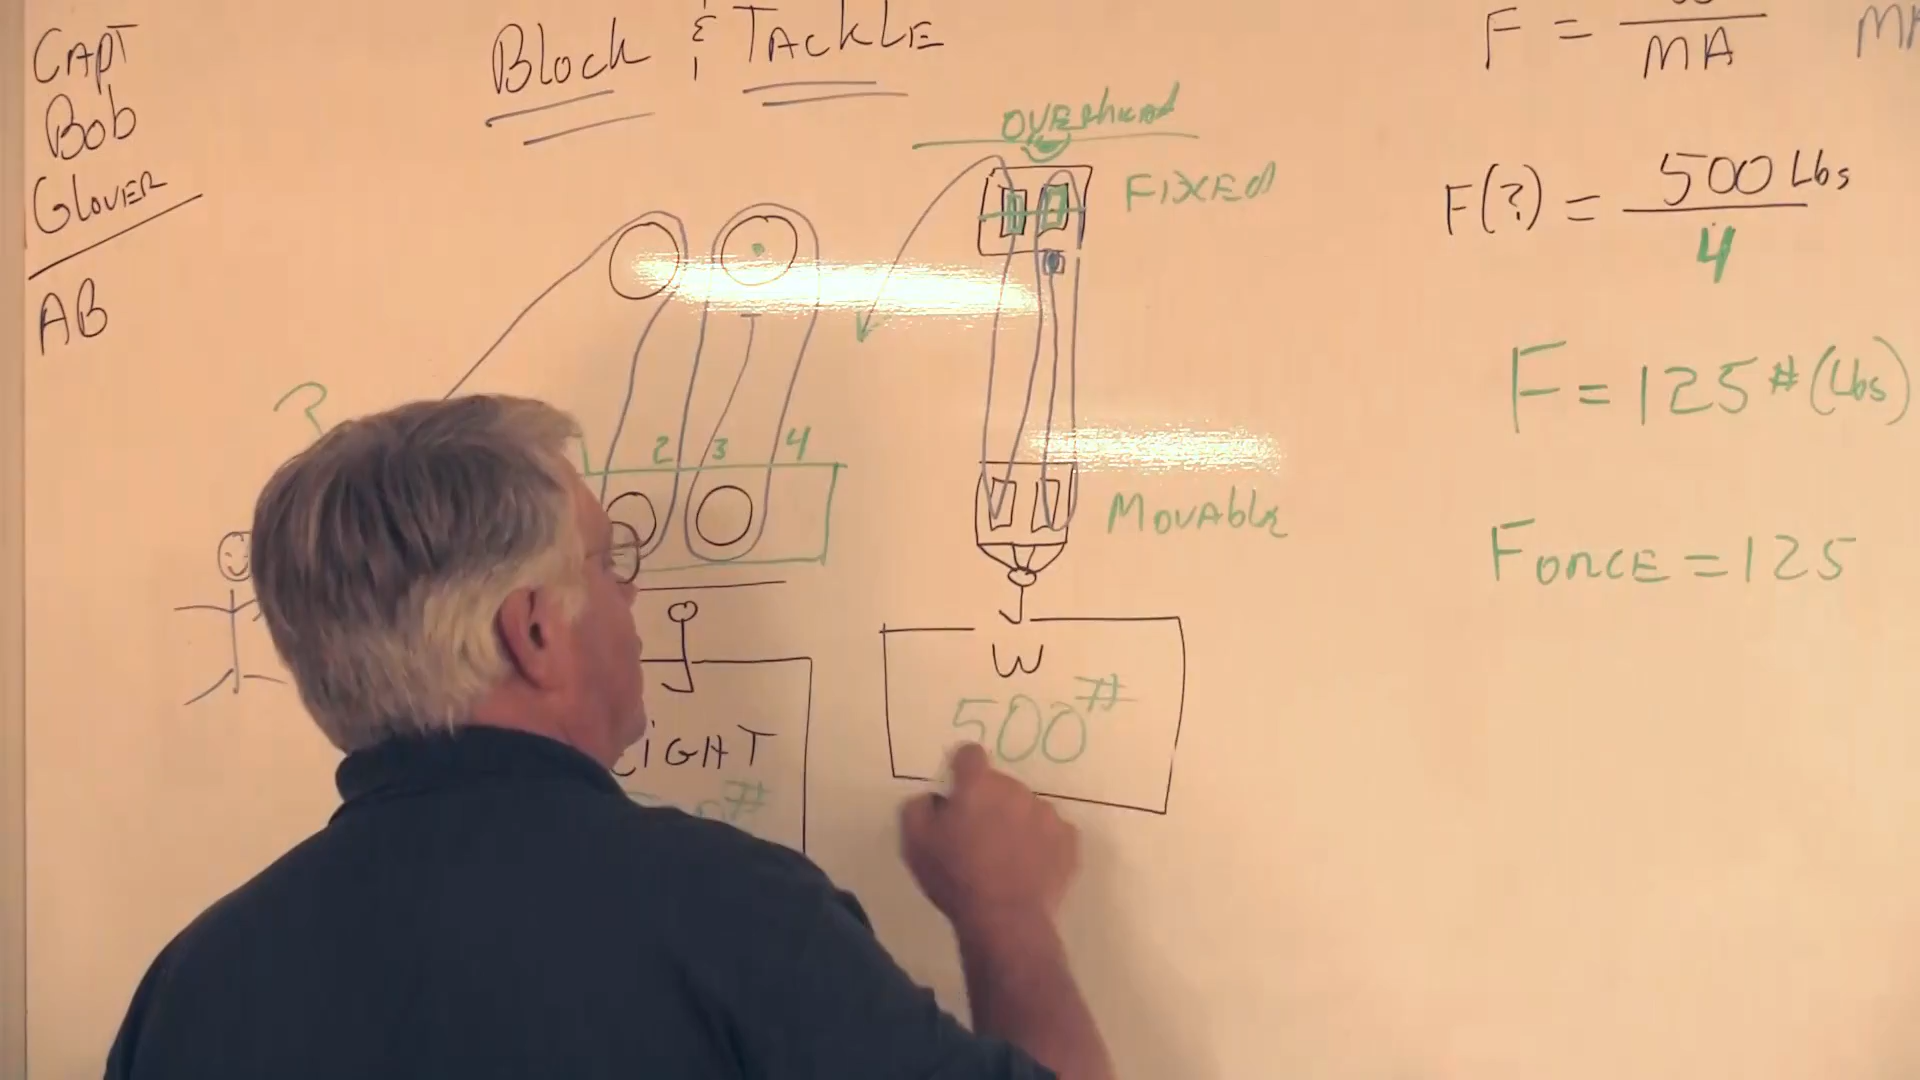 CAPT
Bob
GLOVER
AB
Block & TACKLE
OVERhead
FIXED
MOVAblE
2 3 4
W
500#
MA
F(?) = 500 Lbs
4
F = 125 # (Lbs)
FORCE = 125
F =